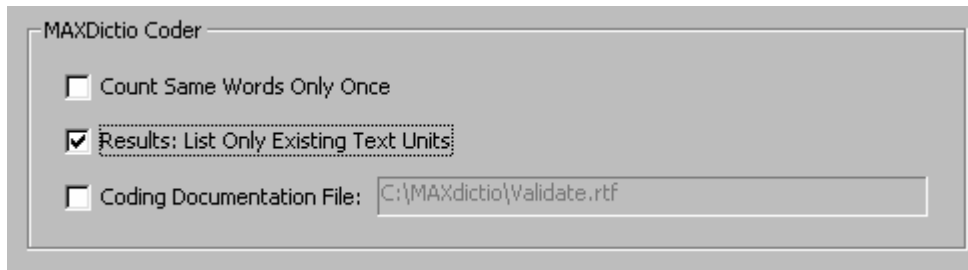 MAXDictio Coder
Count Same Words Only Once
Results: List Only Existing Text Units
Coding Documentation File: C:\MAXdictio\Validate.rtf